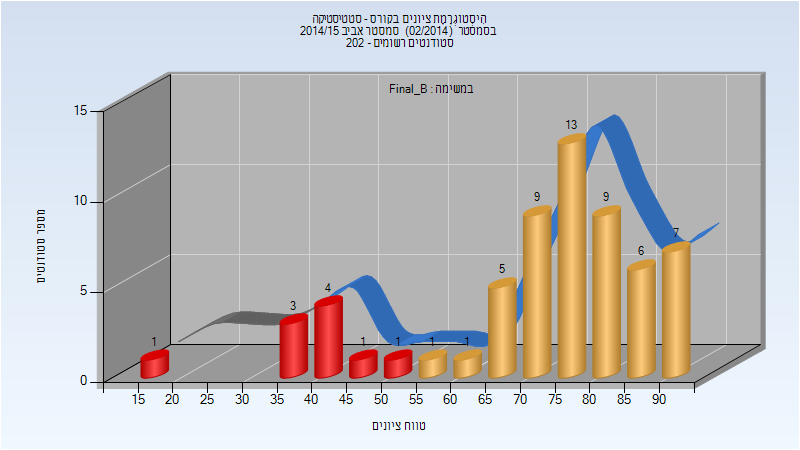 היסטוגרמת ציונים בקורס - סטטיסטיקה
בסמסטר (02/2014) סמסטר אביב 2014/15
סטודנטים רשומים - 202
במשימה : Final_B
מספר סטודנטים
15
10
5
0
1
3
4
1
1
1
1
5
9
13
9
6
7
15 20 25 30 35 40 45 50 55 60 65 70 75 80 85 90
טווח ציונים